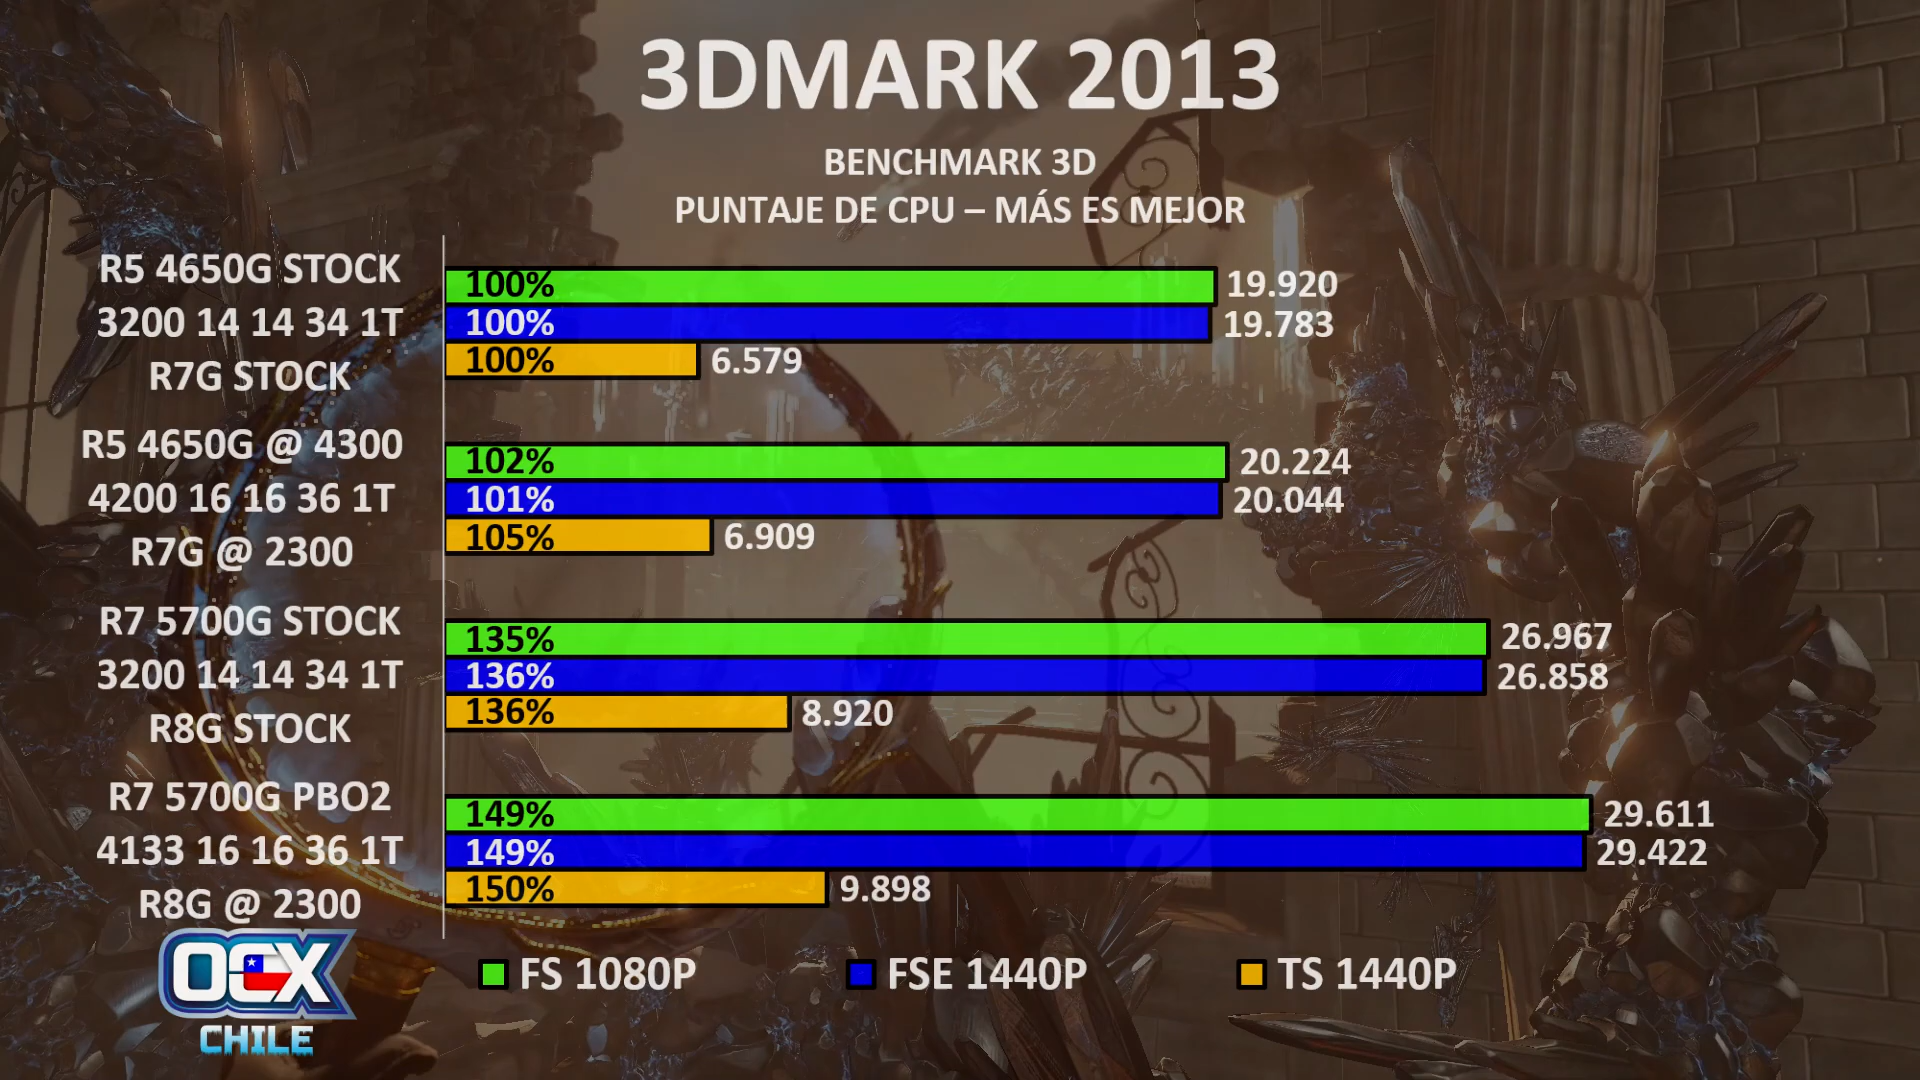 3DMARK 2013
BENCHMARK 3D
PUNTAJE DE CPU – MÁS ES MEJOR
R5 4650G STOCK
3200 14 14 34 1T
R7G STOCK
100% 19.920
100% 19.783
100% 6.579
R5 4650G @ 4300
4200 16 16 36 1T
R7G @ 2300
102% 20.224
101% 20.044
105% 6.909
R7 5700G STOCK
3200 14 14 34 1T
R8G STOCK
135% 26.967
136% 26.858
136% 8.920
R7 5700G PBO2
4133 16 16 36 1T
R8G @ 2300
149% 29.611
149% 29.422
150% 9.898
FS 1080P FSE 1440P TS 1440P
OCX
CHILE